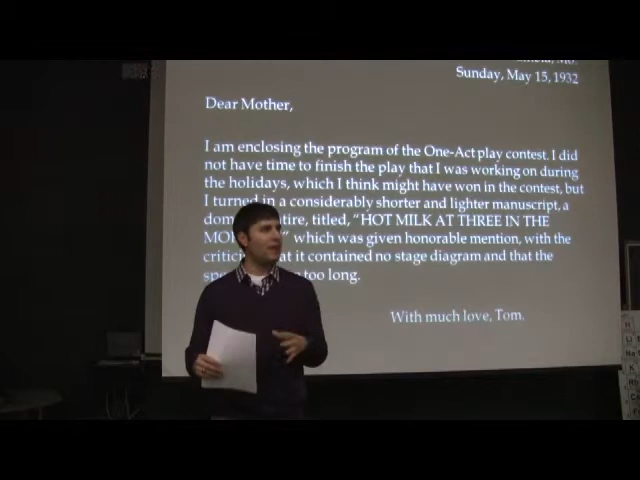 Sunday, May 15, 1932
Dear Mother,
I am enclosing the program of the One-Act play contest. I did
not have time to finish the play that I was working on during
the holidays, which I think might have won in the contest, but
I turned in a considerably shorter and lighter manuscript, a
titled, "HOT MILK AT THREE IN THE
which was given honorable mention, with the
it contained no stage diagram and that the
too long.
With much love, Tom.